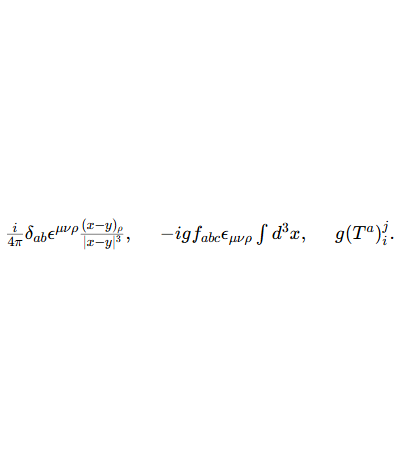 $\frac{i}{4\pi}\delta_{ab}\epsilon^{\mu\nu\rho}\frac{(x-y)_\rho}{|x-y|^3}, \quad -igf_{abc}\epsilon_{\mu\nu\rho}\int d^3x, \quad g(T^a)_i^j.$